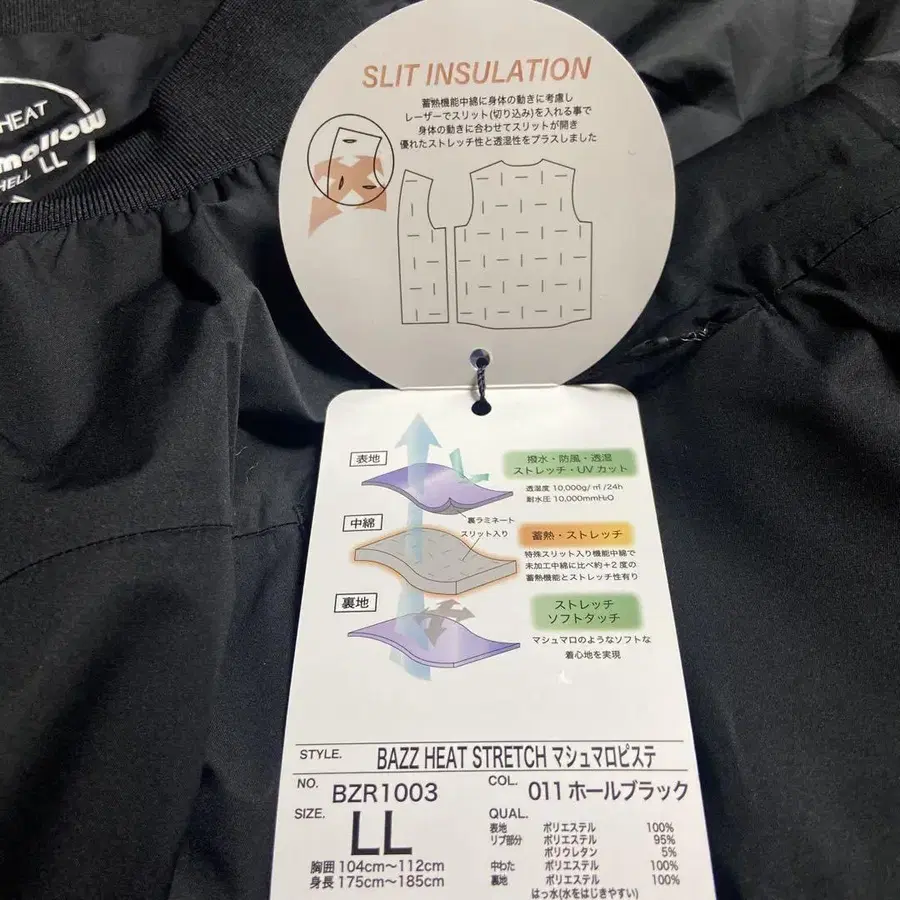 HEAT
mallow
HELL LL
SLIT INSULATION
蓄熱機能中綿に身体の動きに考慮し
レーザーでスリット(切り込み)を入れる事で
身体の動きに合わせてスリットが開き
優れたストレッチ性と透湿性をプラスしました
表地
撥水・防風・透湿
ストレッチ・UVカット
透湿度 10,000g/㎡/24h
耐水圧 10,000mmH₂O
裏ラミネート
スリット入り
中綿
蓄熱・ストレッチ
特殊スリット入り機能中綿で
未加工中綿に比べ約+2度の
蓄熱機能とストレッチ性有り
裏地
ストレッチ
ソフトタッチ
マシュマロのようなソフトな
着心地を実現
STYLE. BAZZ HEAT STRETCH マシュマロピステ
NO. BZR1003 COL. 011 ホールブラック
SIZE. LL
胸囲 104cm～112cm
身長 175cm～185cm
QUAL.
表地 ポリエステル 100%
リブ部分 ポリエステル 95%
ポリウレタン 5%
中わた ポリエステル 100%
裏地 ポリエステル 100%
はっ水(水をはじきやすい)